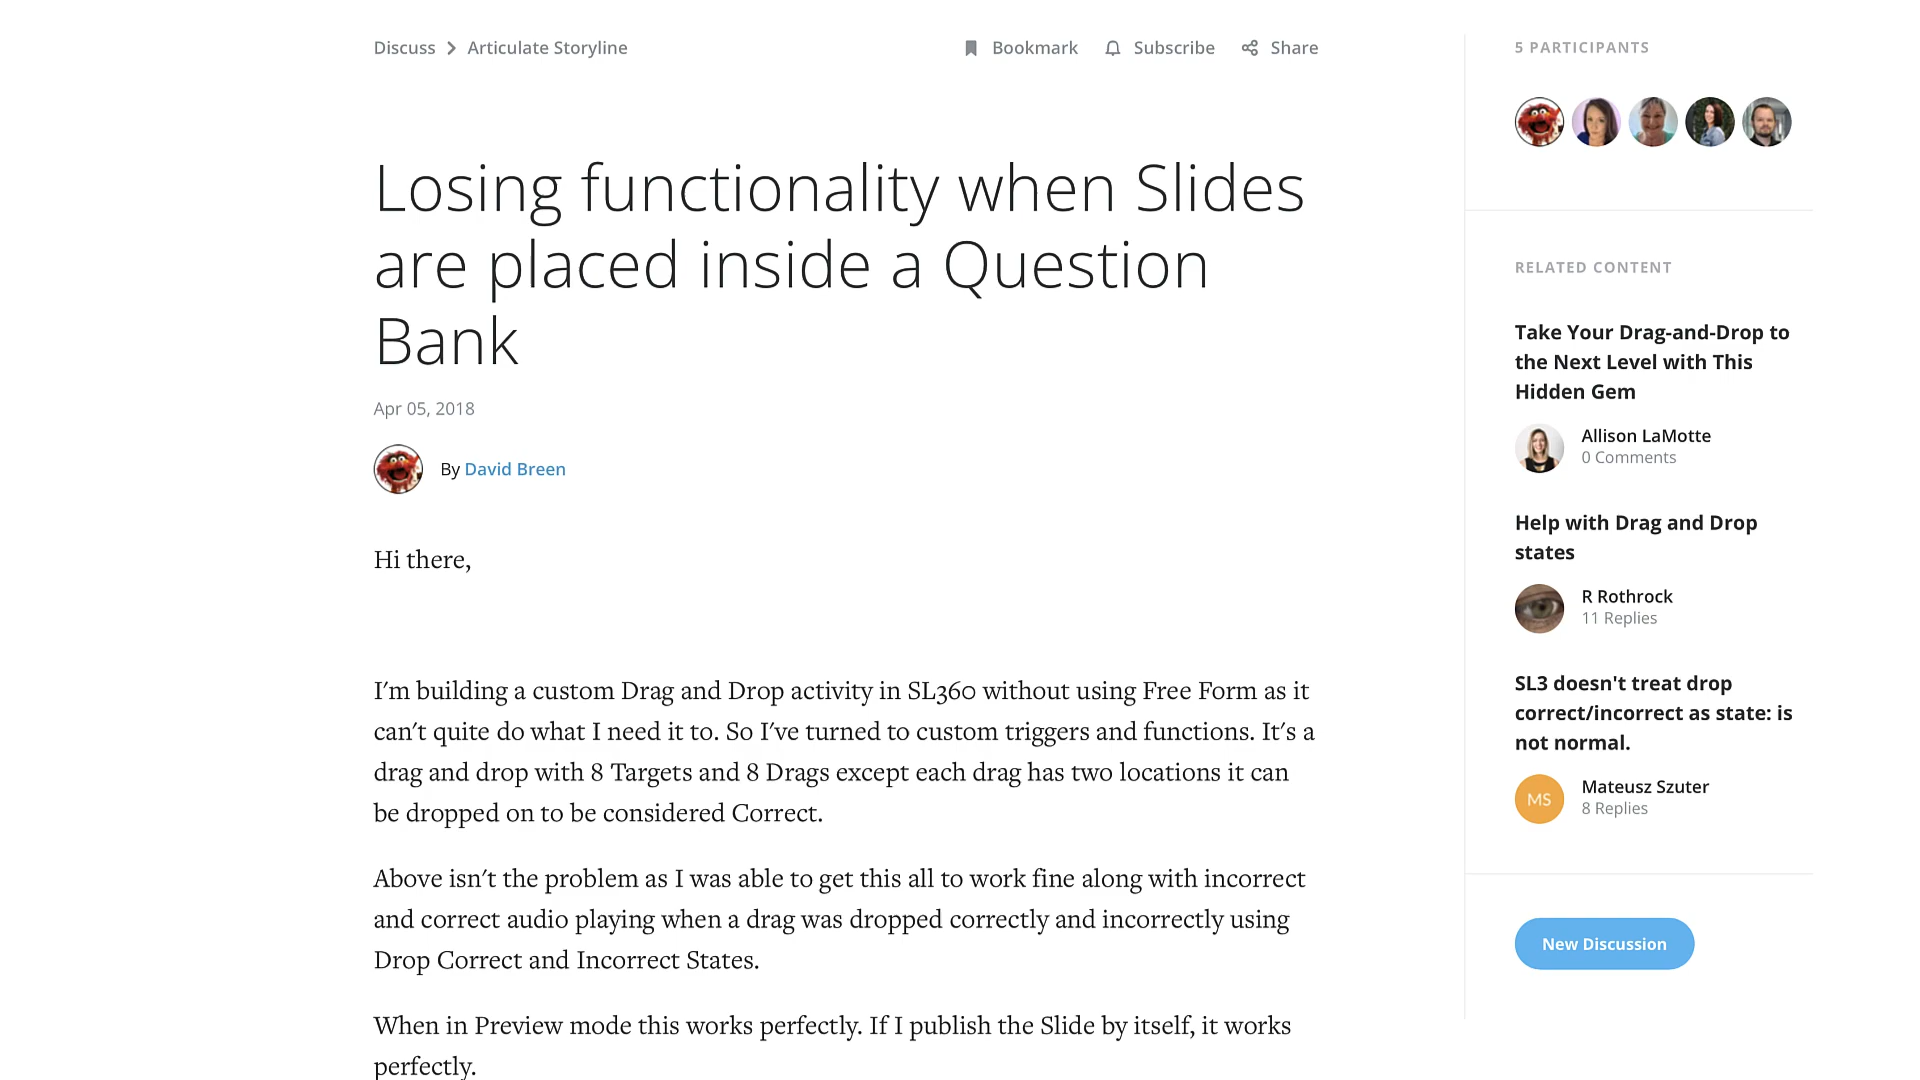 Discuss > Articulate Storyline
Bookmark
Subscribe
Share
Losing functionality when Slides
are placed inside a Question
Bank
Apr 05, 2018
By David Breen
Hi there,
I'm building a custom Drag and Drop activity in SL360 without using Free Form as it
can't quite do what I need it to. So I've turned to custom triggers and functions. It's a
drag and drop with 8 Targets and 8 Drags except each drag has two locations it can
be dropped on to be considered Correct.
Above isn't the problem as I was able to get this all to work fine along with incorrect
and correct audio playing when a drag was dropped correctly and incorrectly using
Drop Correct and Incorrect States.
When in Preview mode this works perfectly. If I publish the Slide by itself, it works
perfectly.
5 PARTICIPANTS
RELATED CONTENT
Take Your Drag-and-Drop to
the Next Level with This
Hidden Gem
Allison LaMotte
0 Comments
Help with Drag and Drop
states
R Rothrock
11 Replies
SL3 doesn't treat drop
correct/incorrect as state: is
not normal.
MS
Mateusz Szuter
8 Replies
New Discussion